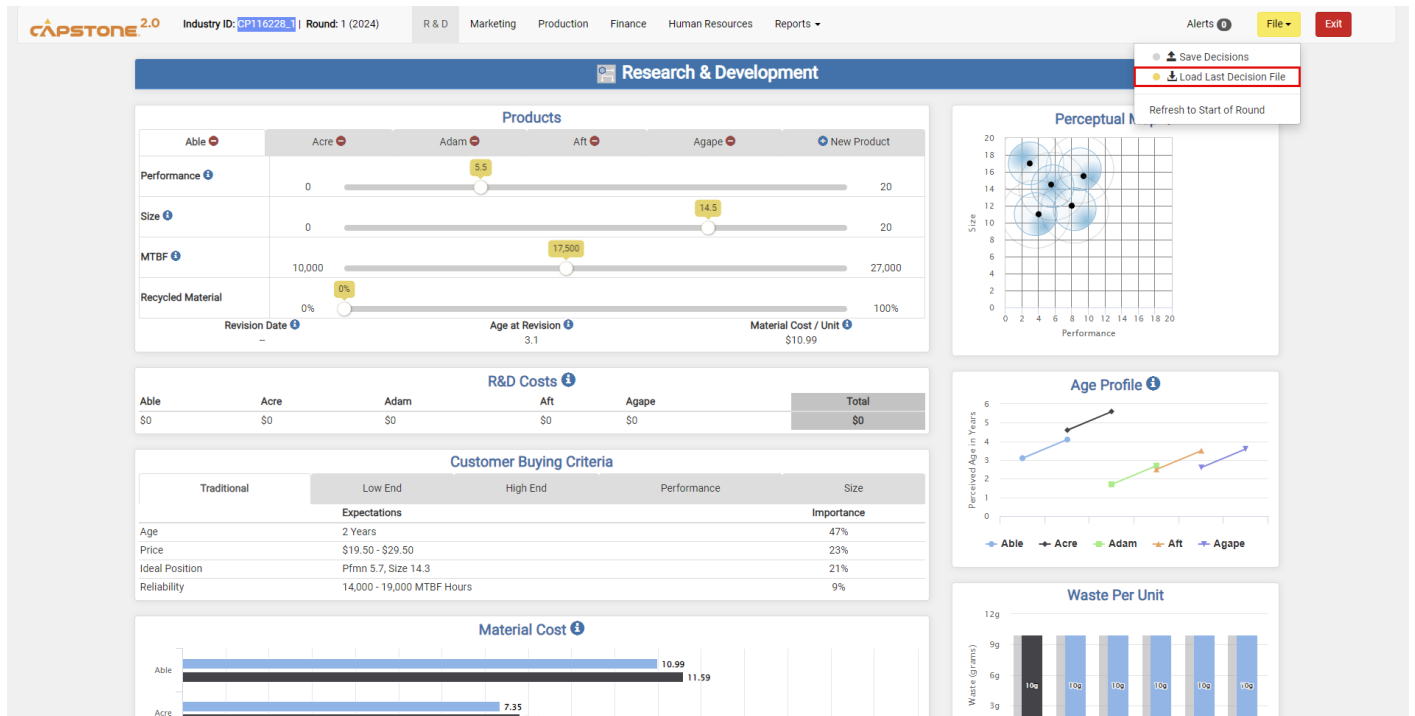 CAPSTONE 2.0 Industry ID: CP116228_1 | Round: 1 (2024) R & D Marketing Production Finance Human Resources Reports Alerts 0 File Exit
Save Decisions
Load Last Decision File
Refresh to Start of Round
Research & Development
Products
Able Acre Adam Aft Agape New Product
Performance 0 5.5 20
Size 0 14.5 20
MTBF 10,000 17,500 27,000
Recycled Material 0% 0% 100%
Revision Date Age at Revision Material Cost / Unit
-- 3.1 $10.99
R&D Costs
Able Acre Adam Aft Agape Total
$0 $0 $0 $0 $0 $0
Customer Buying Criteria
Traditional Low End High End Performance Size
Expectations Importance
Age 2 Years 47%
Price $19.50 - $29.50 23%
Ideal Position Pfmn 5.7, Size 14.3 21%
Reliability 14,000 - 19,000 MTBF Hours 9%
Material Cost
Able 10.99
11.59
Acre 7.35
20
18
16
14
12
10
8
6
4
2
0
Size
0 2 4 6 8 10 12 14 16 18 20
Performance
Age Profile
6
5
4
3
2
1
0
Perceived Age in Years
Able Acre Adam Aft Agape
Waste Per Unit
12g
9g
6g
3g
Waste (grams)
10g 10g 10g 10g 10g 10g